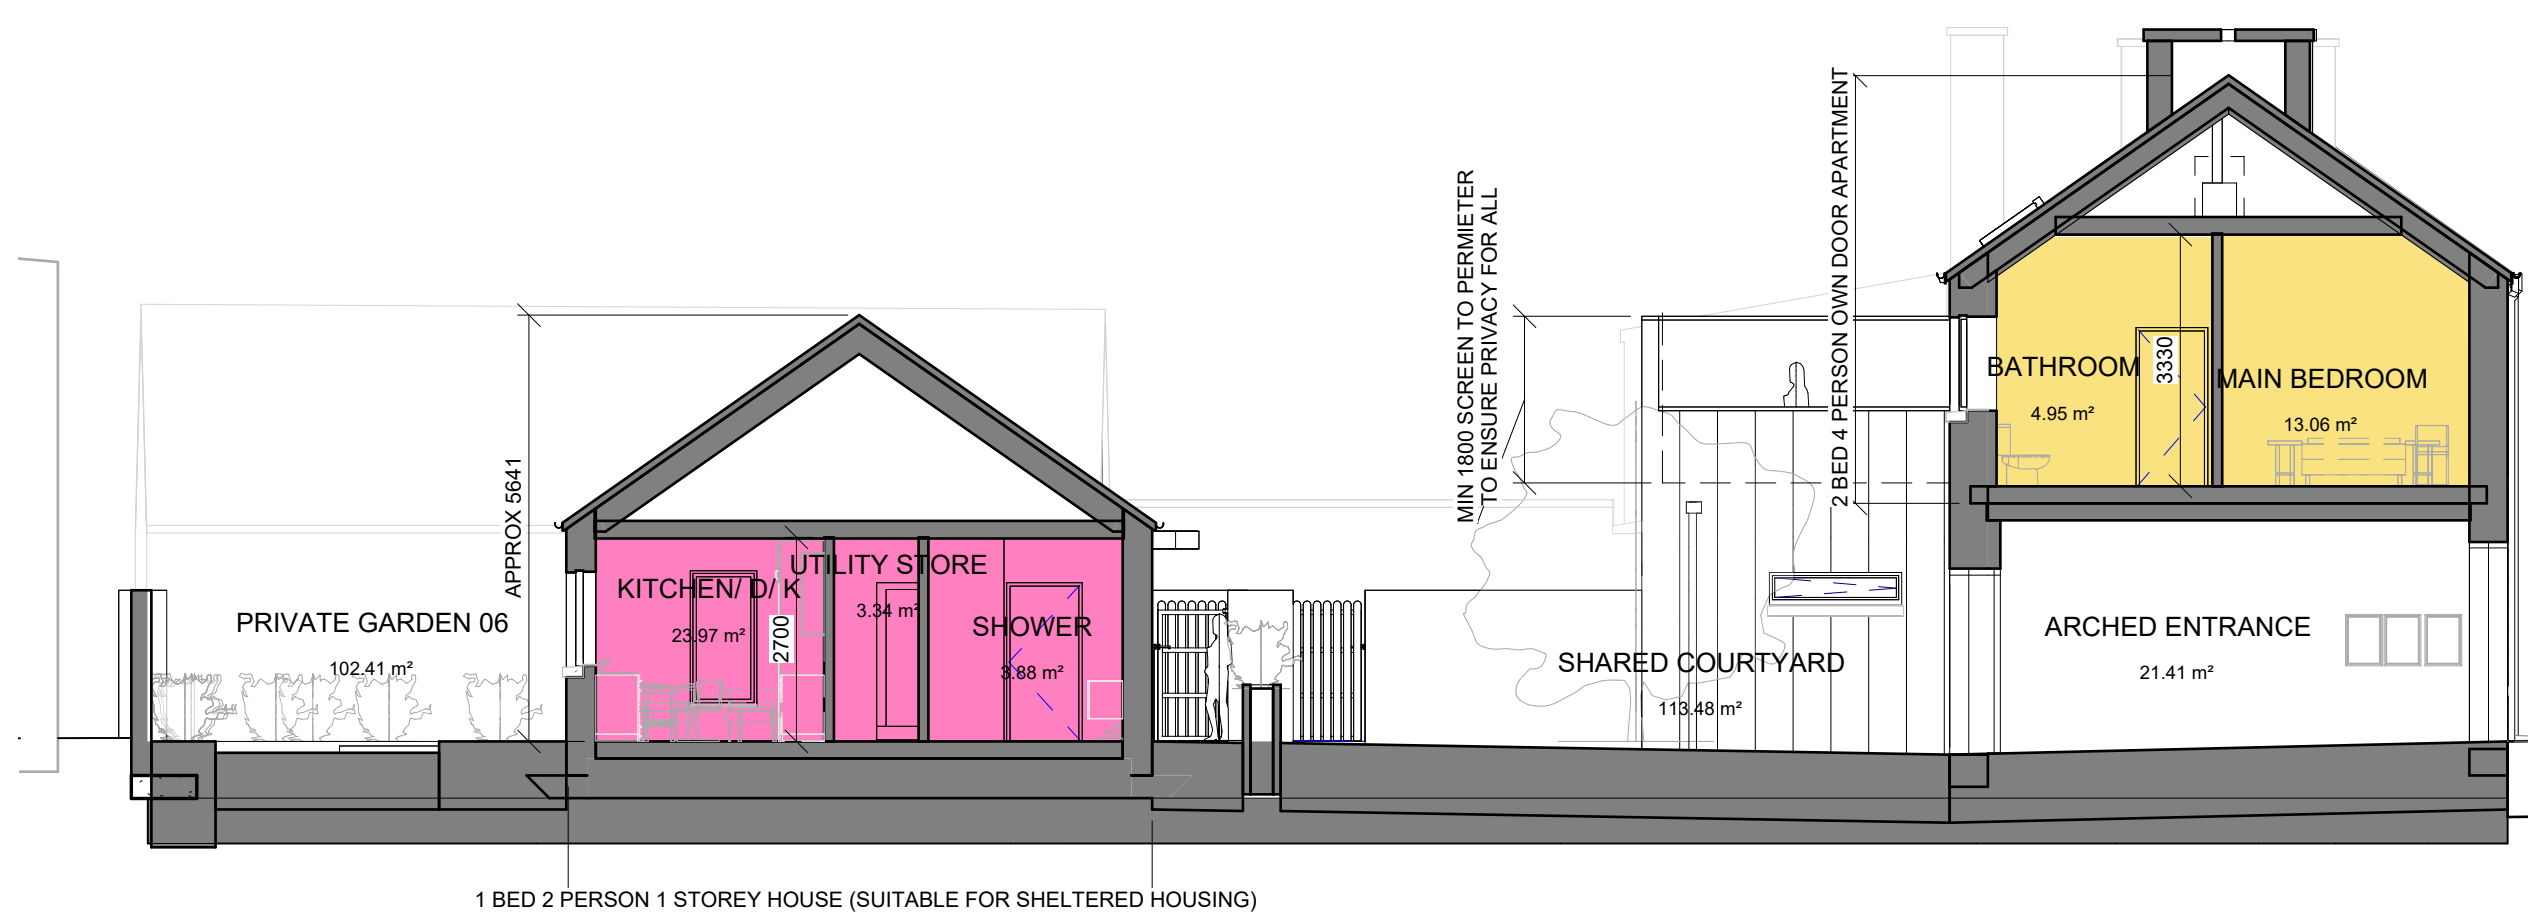 PRIVATE GARDEN 06
102.41 m²
APPROX 5641
KITCHEN/ D/ K
23.97 m²
2700
UTILITY STORE
3.34 m²
SHOWER
3.88 m²
1 BED 2 PERSON 1 STOREY HOUSE (SUITABLE FOR SHELTERED HOUSING)
MIN 1800 SCREEN TO PERMIETER
TO ENSURE PRIVACY FOR ALL
SHARED COURTYARD
113.48 m²
2 BED 4 PERSON OWN DOOR APARTMENT
BATHROOM
4.95 m²
3330
MAIN BEDROOM
13.06 m²
ARCHED ENTRANCE
21.41 m²